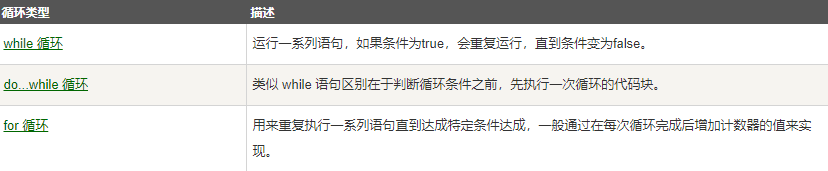 循环类型 描述
while 循环 运行一系列语句，如果条件为true，会重复运行，直到条件变为false。
do...while 循环 类似 while 语句区别在于判断循环条件之前，先执行一次循环的代码块。
for 循环 用来重复执行一系列语句直到达成特定条件达成，一般通过在每次循环完成后增加计数器的值来实
现。